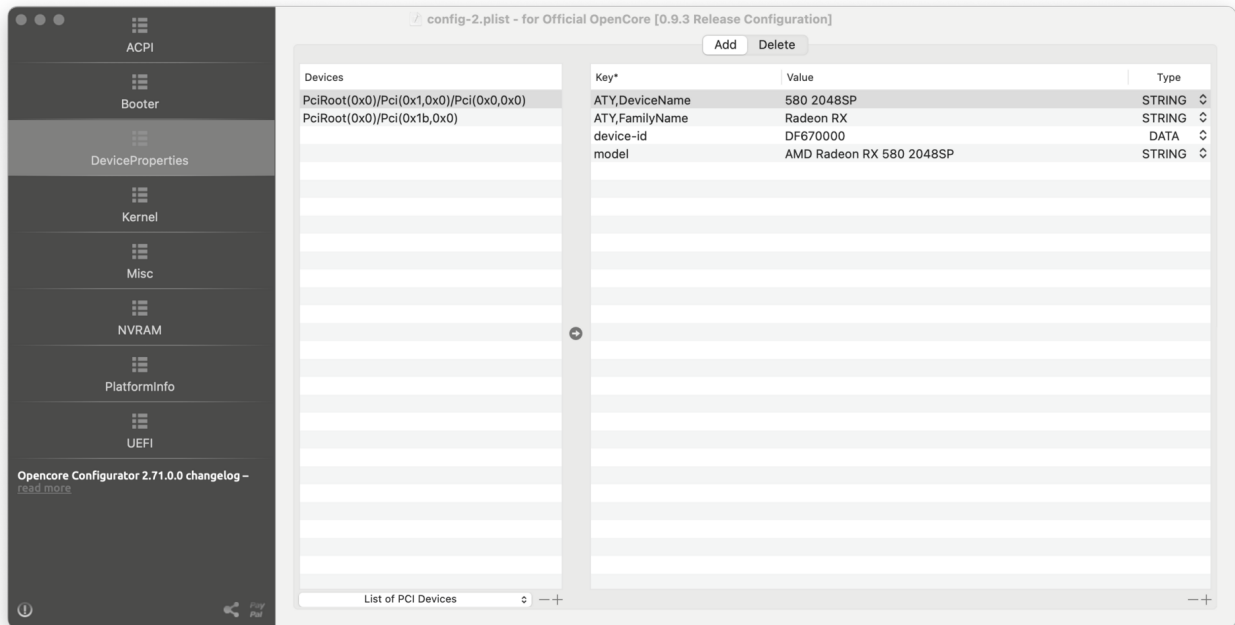 config-2.plist - for Official OpenCore [0.9.3 Release Configuration]
ACPI
Booter
DeviceProperties
Kernel
Misc
NVRAM
PlatformInfo
UEFI
Opencore Configurator 2.71.0.0 changelog –
read more
Pay
Pal
Add Delete
Devices
PciRoot(0x0)/Pci(0x1,0x0)/Pci(0x0,0x0)
PciRoot(0x0)/Pci(0x1b,0x0)
List of PCI Devices
Key* Value Type
ATY,DeviceName 580 2048SP STRING
ATY,FamilyName Radeon RX STRING
device-id DF670000 DATA
model AMD Radeon RX 580 2048SP STRING